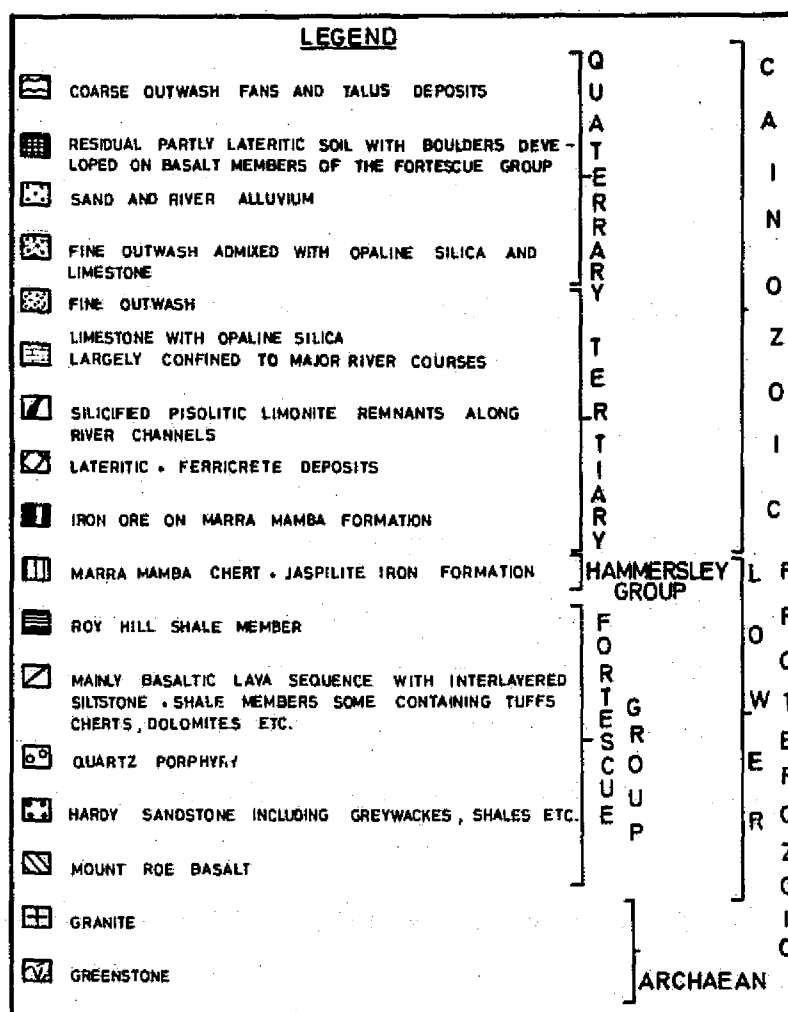 LEGEND
COARSE OUTWASH FANS AND TALUS DEPOSITS
RESIDUAL PARTLY LATERITIC SOIL WITH BOULDERS DEVE -
LOPED ON BASALT MEMBERS OF THE FORTESCUE GROUP
SAND AND RIVER ALLUVIUM
FINE OUTWASH ADMIXED WITH OPALINE SILICA AND
LIMESTONE
FINE OUTWASH
LIMESTONE WITH OPALINE SILICA
LARGELY CONFINED TO MAJOR RIVER COURSES
SILICIFIED PISOLITIC LIMONITE REMNANTS ALONG
RIVER CHANNELS
LATERITIC + FERRICRETE DEPOSITS
IRON ORE ON MARRA MAMBA FORMATION
MARRA MAMBA CHERT + JASPILITE IRON FORMATION
ROY HILL SHALE MEMBER
MAINLY BASALTIC LAVA SEQUENCE WITH INTERLAYERED
SILTSTONE + SHALE MEMBERS SOME CONTAINING TUFFS
CHERTS, DOLOMITES ETC.
QUARTZ PORPHYRY
HARDY SANDSTONE INCLUDING GREYWACKES, SHALES ETC.
MOUNT ROE BASALT
GRANITE
GREENSTONE
QUATERRARY
TERTIARY
HAMMERSLEY
GROUP
FORTESCUE
GROUP
CAINOZOIC
LOWER
PROTEROZOIC
ARCHAEAN